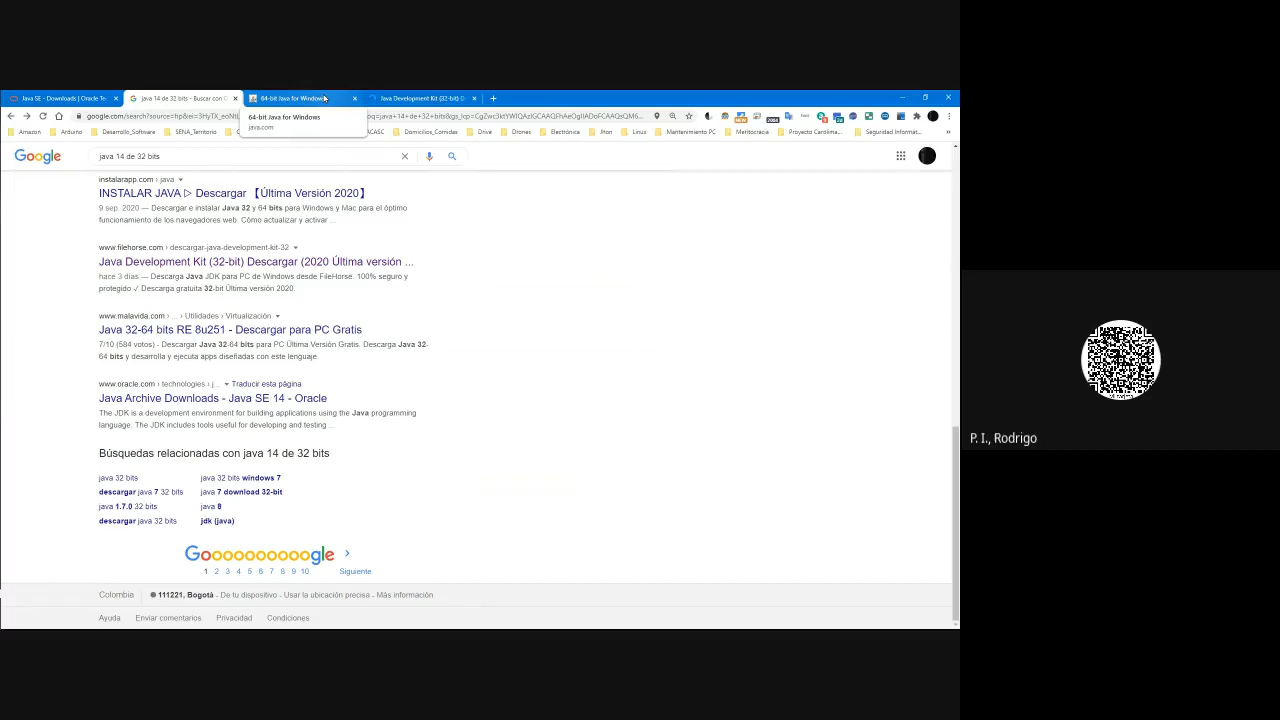 Java SE - Downloads | Oracle Te
java 14 de 32 bits - Buscar con G
64-bit Java for Windows
Java Development Kit (32-bit) D
64-bit Java for Windows
java.com
Amazon
Arduino
Desarrollo_Software
SENA_Territorio
CACSC
Domicilios_Comidas
Drive
Drones
Electrónica
Jhon
Linux
Mantenimiento PC
Meritocracia
Proyecto Carolina...
Seguridad Informát...
Google
java 14 de 32 bits
instalarapp.com › java
INSTALAR JAVA ▷ Descargar 【Última Versión 2020】
9 sep. 2020 — Descargar e instalar Java 32 y 64 bits para Windows y Mac para el óptimo
funcionamiento de los navegadores web. Cómo actualizar y activar ...
www.filehorse.com › descargar-java-development-kit-32
Java Development Kit (32-bit) Descargar (2020 Última versión ...
hace 3 días — Descarga Java JDK para PC de Windows desde FileHorse. 100% seguro y
protegido ✓ Descarga gratuita 32-bit Última versión 2020.
www.malavida.com › ... › Utilidades › Virtualización
Java 32-64 bits RE 8u251 - Descargar para PC Gratis
7/10 (584 votos) - Descargar Java 32-64 bits para PC Última Versión Gratis. Descarga Java 32-
64 bits y desarrolla y ejecuta apps diseñadas con este lenguaje.
www.oracle.com › technologies › j... Traducir esta página
Java Archive Downloads - Java SE 14 - Oracle
The JDK is a development environment for building applications using the Java programming
language. The JDK includes tools useful for developing and testing ...
Búsquedas relacionadas con java 14 de 32 bits
java 32 bits
java 32 bits windows 7
descargar java 7 32 bits
java 7 download 32-bit
java 1.7.0 32 bits
java 8
descargar java 32 bits
jdk (java)
Goooooooooogle
1 2 3 4 5 6 7 8 9 10 Siguiente
Colombia
111221, Bogotá - De tu dispositivo - Usar la ubicación precisa - Más información
Ayuda Enviar comentarios Privacidad Condiciones
P. I., Rodrigo